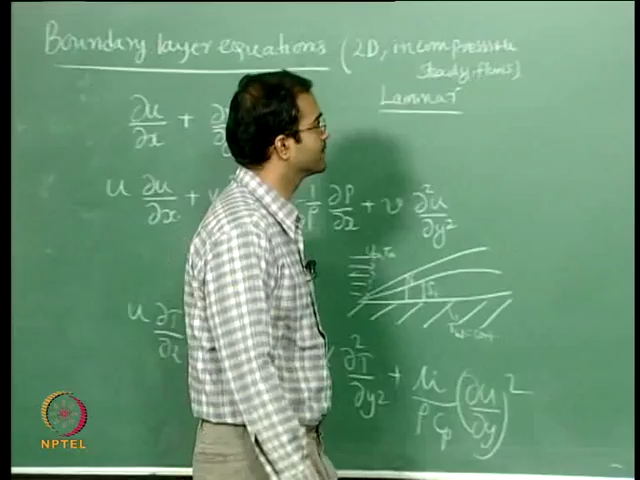 Boundary layer equations (2D, incompressible
steady, flows)
Laminar
∂u/∂x + ∂
u ∂u/∂x + -1/ρ ∂P/∂x + ν ∂²u/∂y²
u ∂T/∂x ∂²T/∂y² + μ/ρCp (∂u/∂y)²
NPTEL